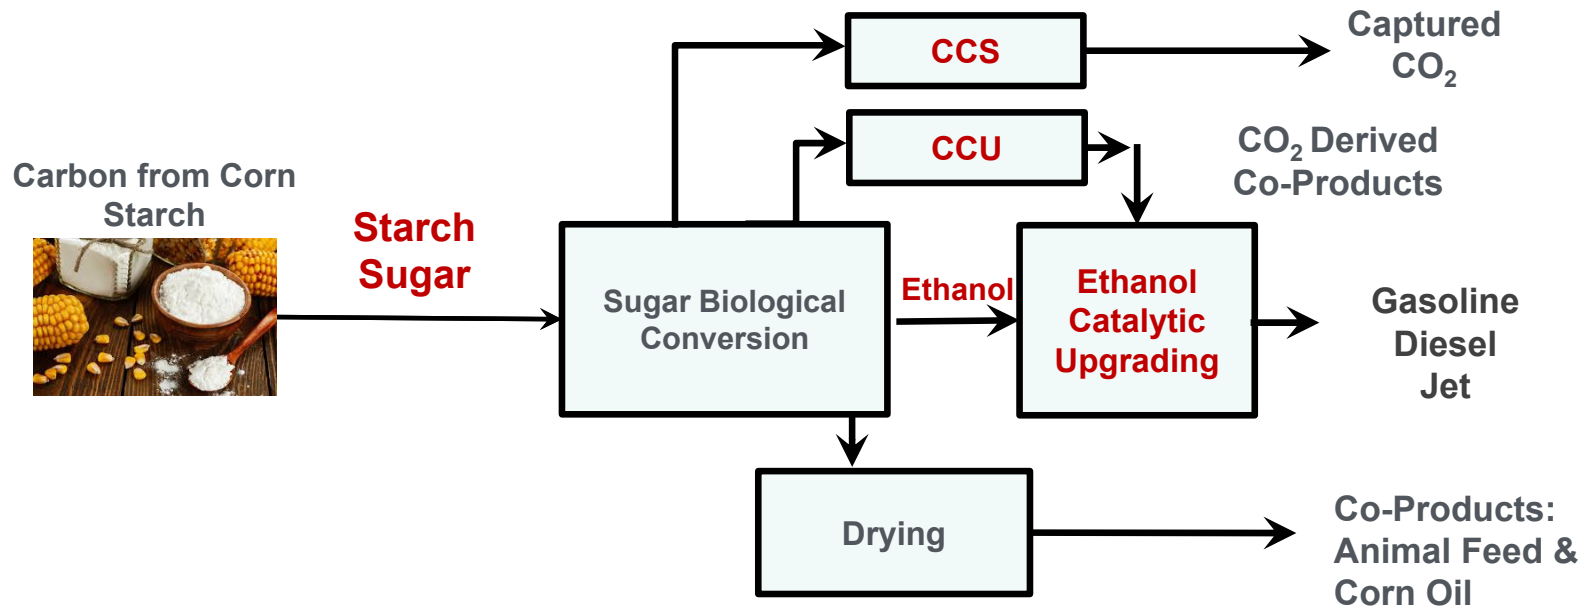 Carbon from Corn
Starch
Starch
Sugar
CCS
Captured
CO₂
CCU
CO₂ Derived
Co-Products
Sugar Biological
Conversion
Ethanol
Ethanol
Catalytic
Upgrading
Gasoline
Diesel
Jet
Drying
Co-Products:
Animal Feed &
Corn Oil